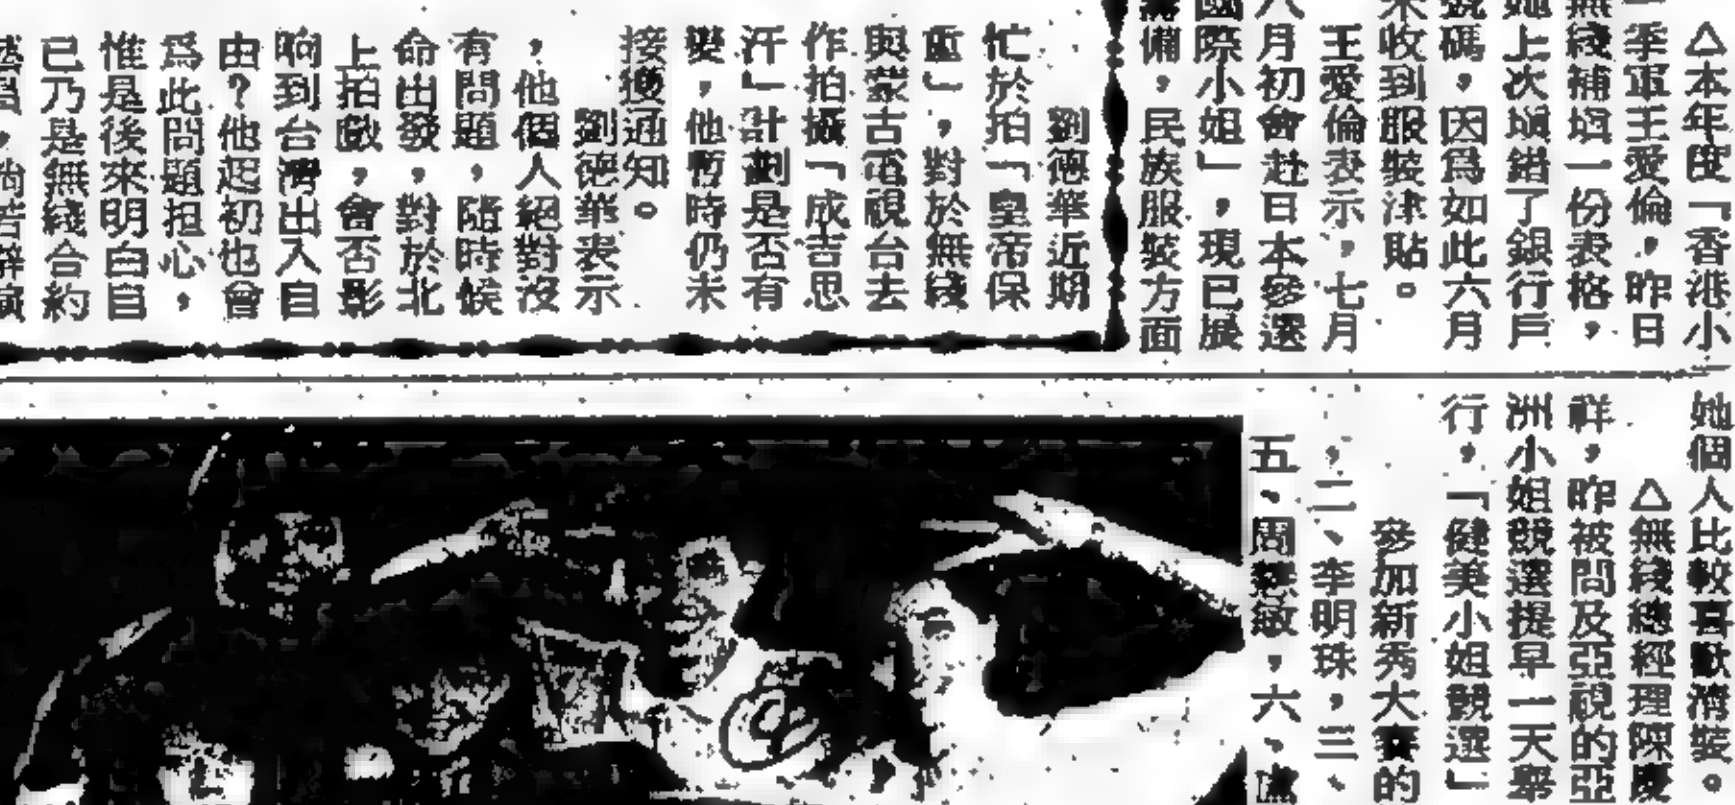 △本年度「香港小
季軍王愛倫，昨日
無綫補塡一份表格，
她上次塡錯了銀行戶
號碼，因爲如此六月
未收到服裝津貼。
王愛倫表示，七月
八月初會赴日本參選
國際小姐」，現已展
籌備，民族服裝方面
劉德華近期
忙於拍「皇帝保
重」，對於無綫
與蒙古電視台去
作拍攝「成吉思
汗」計劃是否有
變，他暫時仍未
接獲通知。
劉德華表示
，他個人絕對沒
有問題，隨時候
命出發，對於北
上拍戲，會否影
响到台灣出入自
由？他起初也曾
爲此問題担心，
惟是後來明白自
已乃是無綫合約
，倘若辭演
她個人比較喜歡
裝。
△無綫總經理陳慶
祥，昨被問及亞視的亞
洲小姐競選提早一天舉
行，「健美小姐競選」
參加新秀大賽的
，二、李明珠，三、
五、周慧敏，六、盧